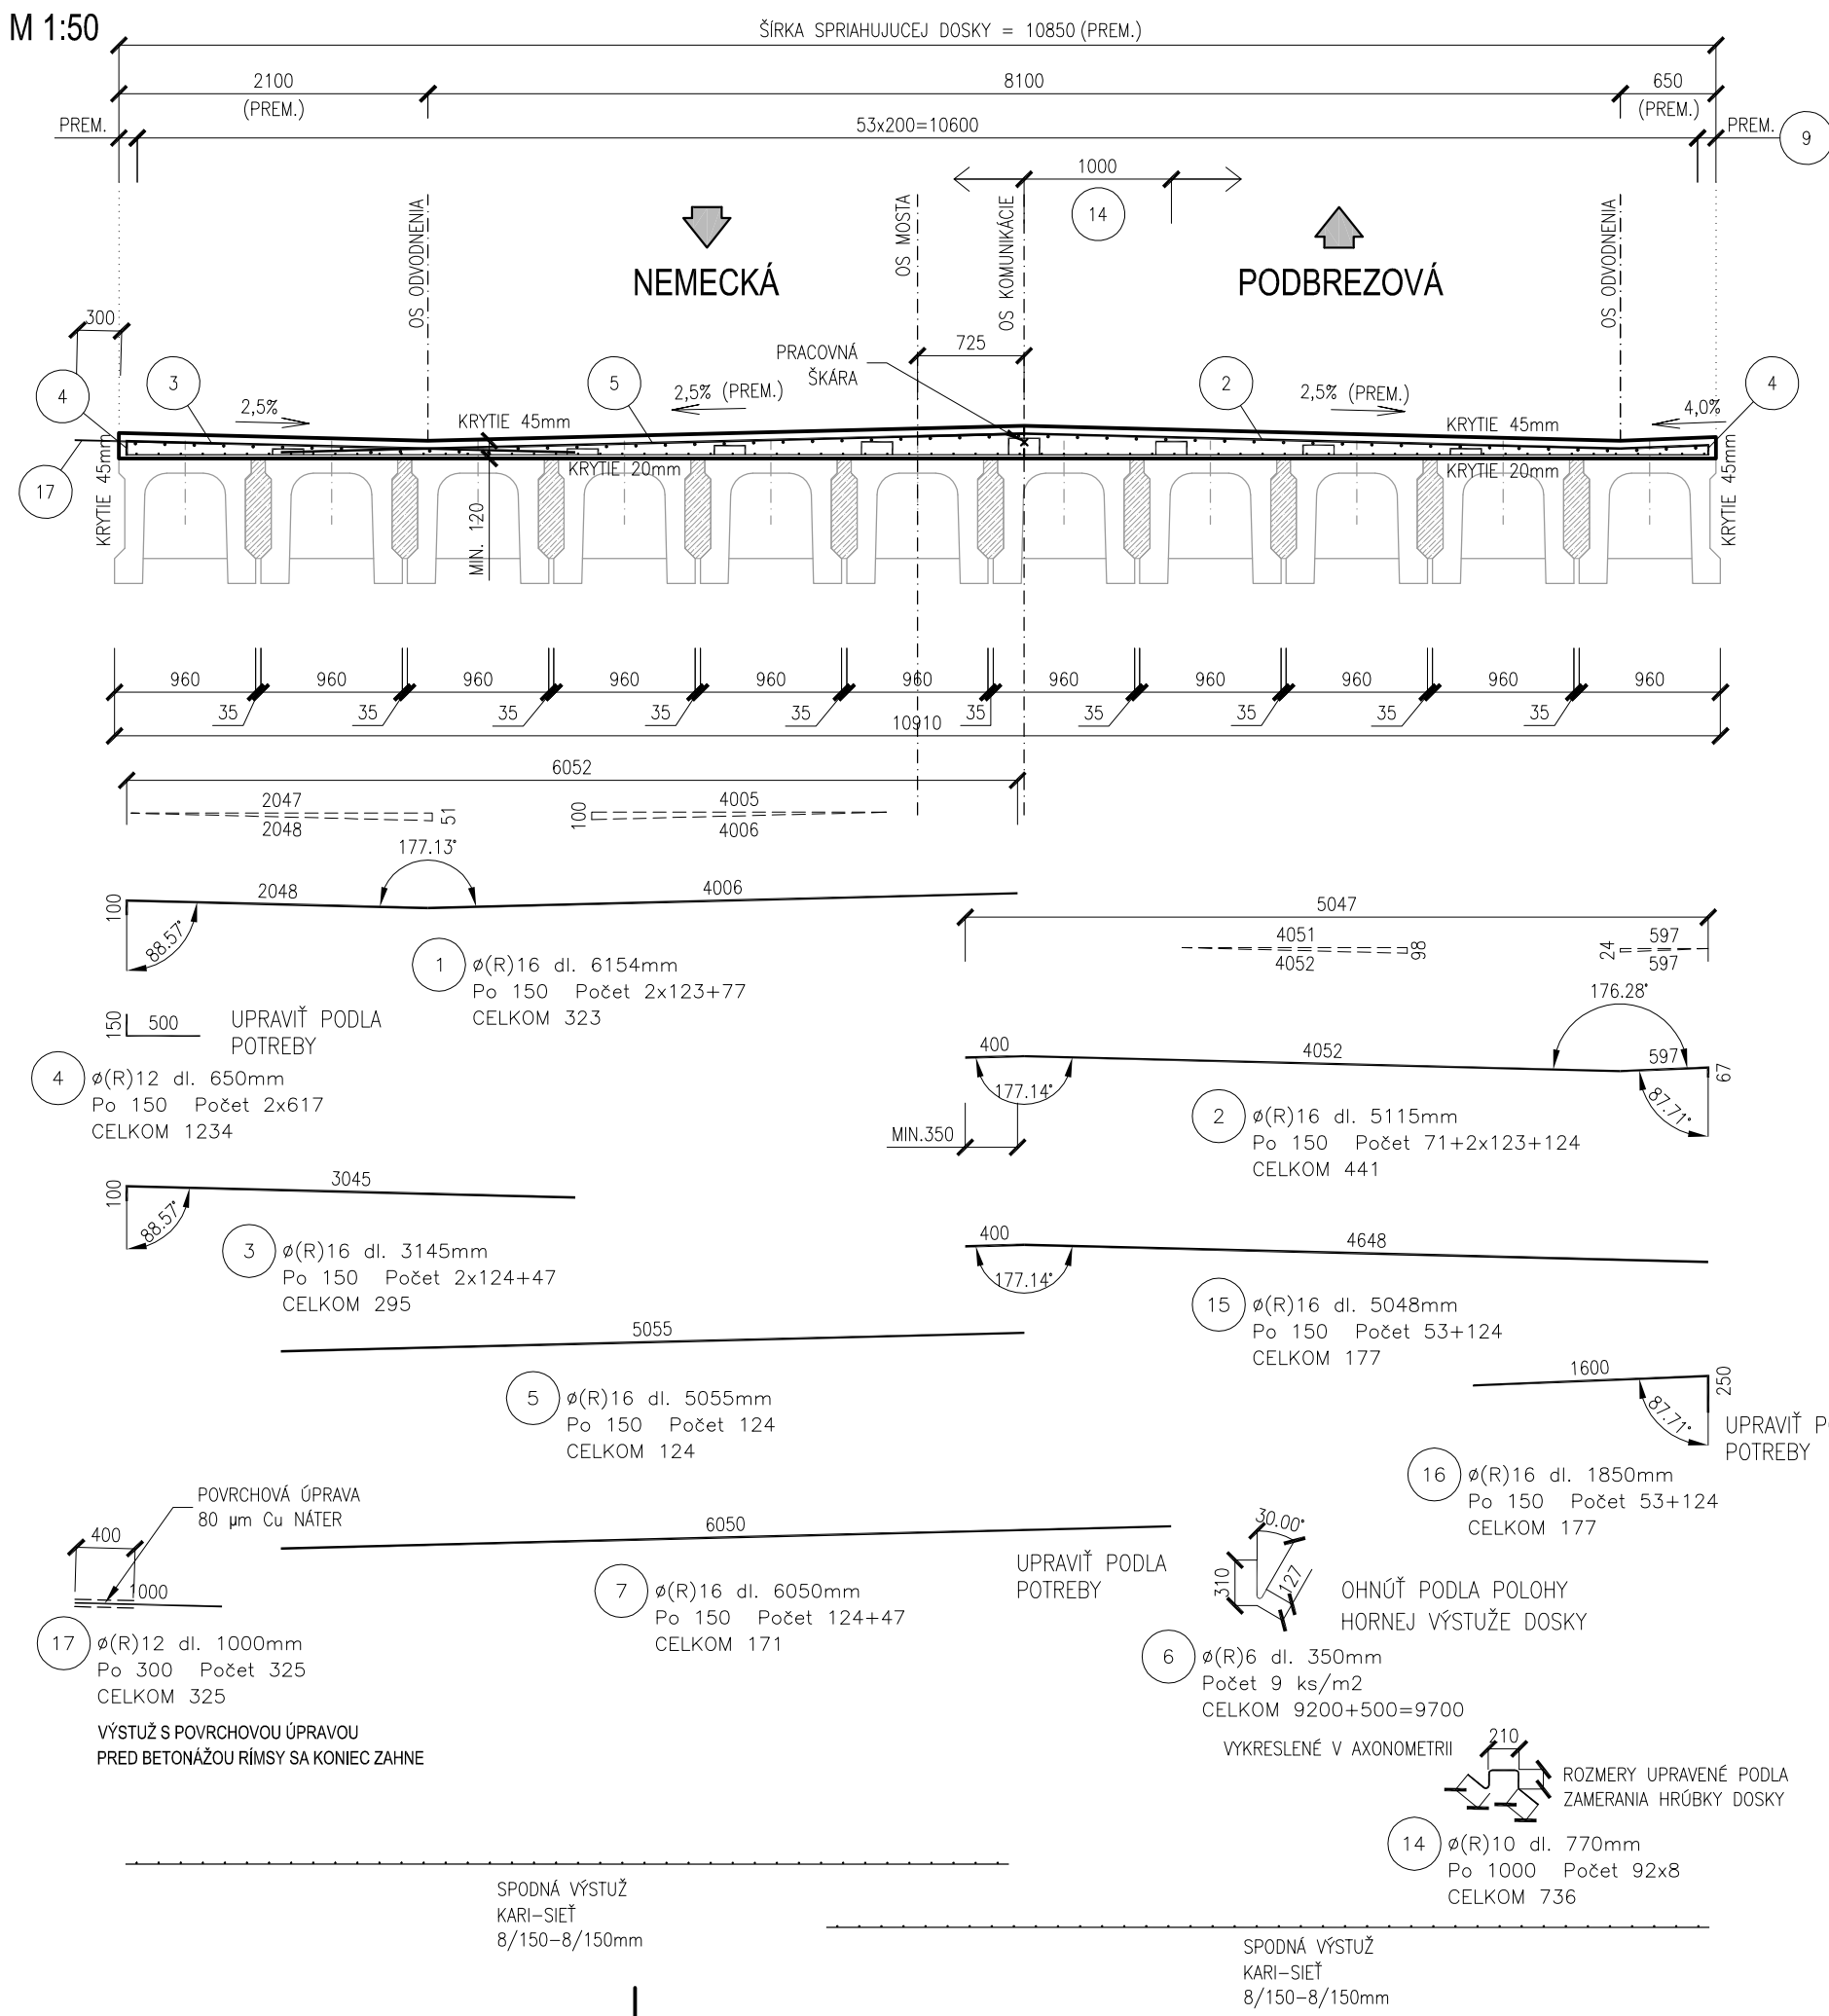 M 1:50
ŠÍRKA SPRIAHUJUCEJ DOSKY = 10850 (PREM.)
2100
(PREM.)
8100
650
(PREM.)
PREM.
53x200=10600
PREM.
9
1000
14
OS ODVODNENIA
NEMECKÁ
OS MOSTA
OS KOMUNIKÁCIE
PODBREZOVÁ
OS ODVODNENIA
300
725
PRACOVNÁ
ŠKÁRA
4
3
5
2
4
2,5%
KRYTIE 45mm
2,5% (PREM.)
2,5% (PREM.)
KRYTIE 45mm
4,0%
17
KRYTIE 45mm
KRYTIE 20mm
KRYTIE 20mm
KRYTIE 45mm
MIN. 120
960 960 960 960 960 960 960 960 960 960 960
35 35 35 35 35 35 35 35 35 35
10910
6052
2047
2048
51
100
4005
4006
177.13°
100
2048
4006
88.57°
1
ø(R)16 dl. 6154mm
Po 150 Počet 2x123+77
CELKOM 323
5047
4051
4052
98
24
597
597
176.28°
150
500
UPRAVIŤ PODLA
POTREBY
4
ø(R)12 dl. 650mm
Po 150 Počet 2x617
CELKOM 1234
400
4052
597
67
177.14°
87.71°
MIN.350
2
ø(R)16 dl. 5115mm
Po 150 Počet 71+2x123+124
CELKOM 441
100
3045
88.57°
3
ø(R)16 dl. 3145mm
Po 150 Počet 2x124+47
CELKOM 295
400
4648
177.14°
15
ø(R)16 dl. 5048mm
Po 150 Počet 53+124
CELKOM 177
5055
5
ø(R)16 dl. 5055mm
Po 150 Počet 124
CELKOM 124
1600
250
87.71°
UPRAVIŤ P
POTREBY
16
ø(R)16 dl. 1850mm
Po 150 Počet 53+124
CELKOM 177
POVRCHOVÁ ÚPRAVA
80 µm Cu NÁTER
400
1000
17
ø(R)12 dl. 1000mm
Po 300 Počet 325
CELKOM 325
VÝSTUŽ S POVRCHOVOU ÚPRAVOU
PRED BETONÁŽOU RÍMSY SA KONIEC ZAHNE
6050
7
ø(R)16 dl. 6050mm
Po 150 Počet 124+47
CELKOM 171
UPRAVIŤ PODLA
POTREBY
30.00°
310
127
OHNÚŤ PODLA POLOHY
HORNEJ VÝSTUŽE DOSKY
6
ø(R)6 dl. 350mm
Počet 9 ks/m2
CELKOM 9200+500=9700
VYKRESLENÉ V AXONOMETRII
210
ROZMERY UPRAVENÉ PODLA
ZAMERANIA HRÚBKY DOSKY
14
ø(R)10 dl. 770mm
Po 1000 Počet 92x8
CELKOM 736
SPODNÁ VÝSTUŽ
KARI-SIEŤ
8/150-8/150mm
SPODNÁ VÝSTUŽ
KARI-SIEŤ
8/150-8/150mm